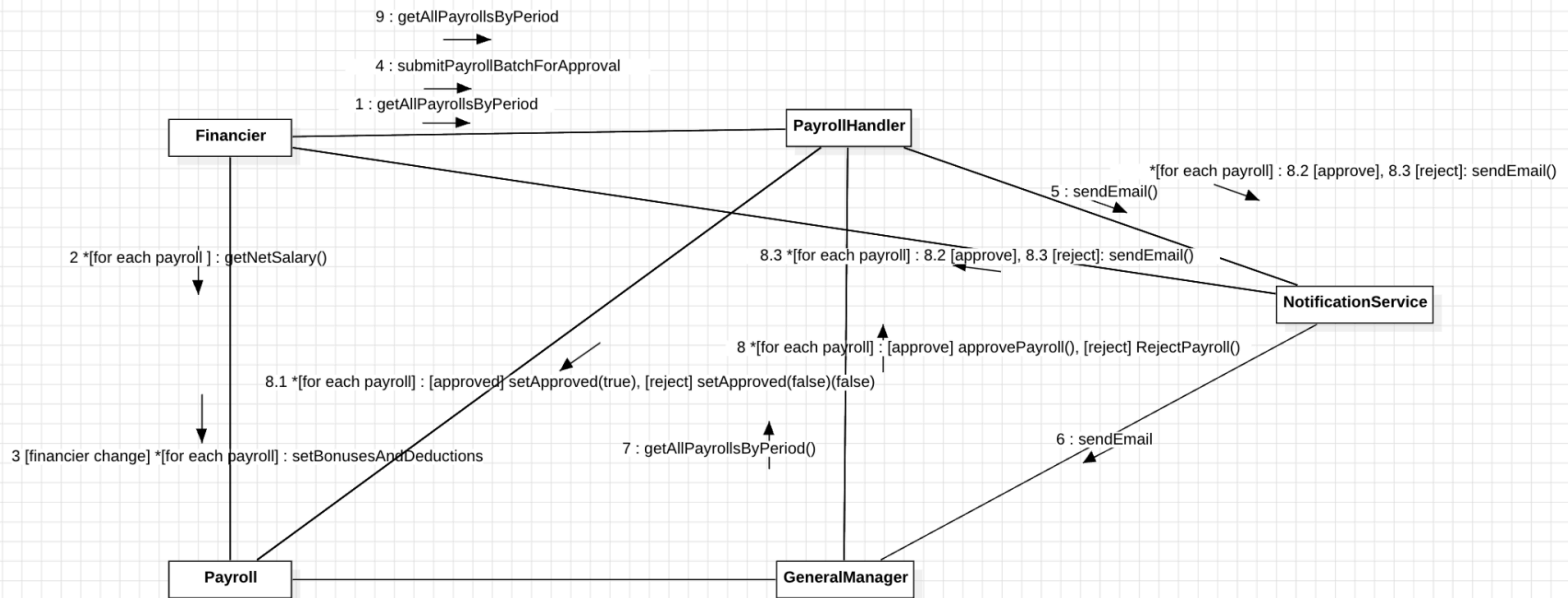 9 : getAllPayrollsByPeriod
4 : submitPayrollBatchForApproval
1 : getAllPayrollsByPeriod
Financier
PayrollHandler
*[for each payroll] : 8.2 [approve], 8.3 [reject]: sendEmail()
5 : sendEmail()
2 *[for each payroll ] : getNetSalary()
8.3 *[for each payroll] : 8.2 [approve], 8.3 [reject]: sendEmail()
NotificationService
8 *[for each payroll] : [approve] approvePayroll(), [reject] RejectPayroll()
8.1 *[for each payroll] : [approved] setApproved(true), [reject] setApproved(false)(false)
6 : sendEmail
7 : getAllPayrollsByPeriod()
3 [financier change] *[for each payroll] : setBonusesAndDeductions
Payroll
GeneralManager